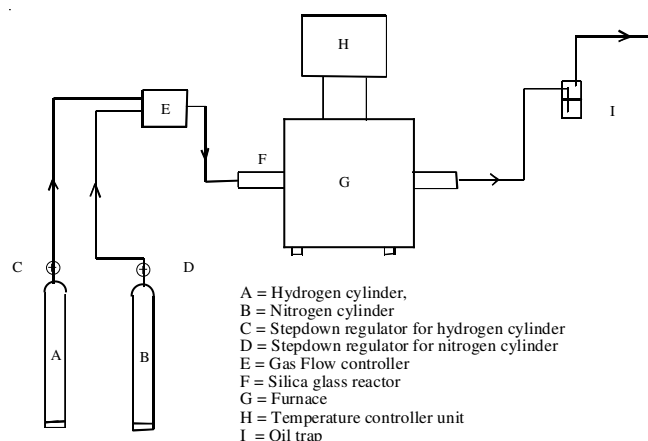 H
E
F
G
I
C
D
A
B
A = Hydrogen cylinder,
B = Nitrogen cylinder
C = Stepdown regulator for hydrogen cylinder
D = Stepdown regulator for nitrogen cylinder
E = Gas Flow controller
F = Silica glass reactor
G = Furnace
H = Temperature controller unit
I = Oil trap